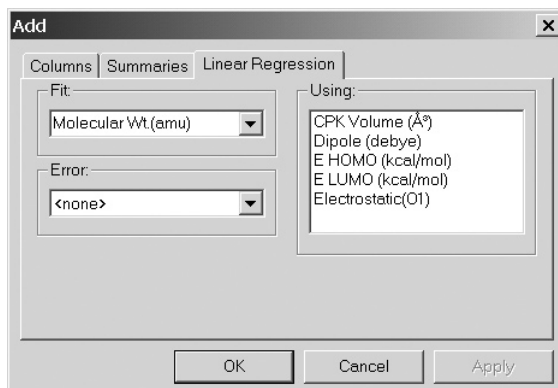 Add
Columns Summaries Linear Regression
Fit:
Molecular Wt.(amu)
Error:
<none>
Using:
CPK Volume (Å³)
Dipole (debye)
E HOMO (kcal/mol)
E LUMO (kcal/mol)
Electrostatic(O1)
OK Cancel Apply